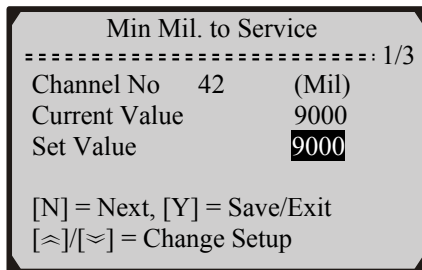 Min Mil. to Service
1/3
Channel No 42 (Mil)
Current Value 9000
Set Value 9000
[N] = Next, [Y] = Save/Exit
[︽]/[︾] = Change Setup